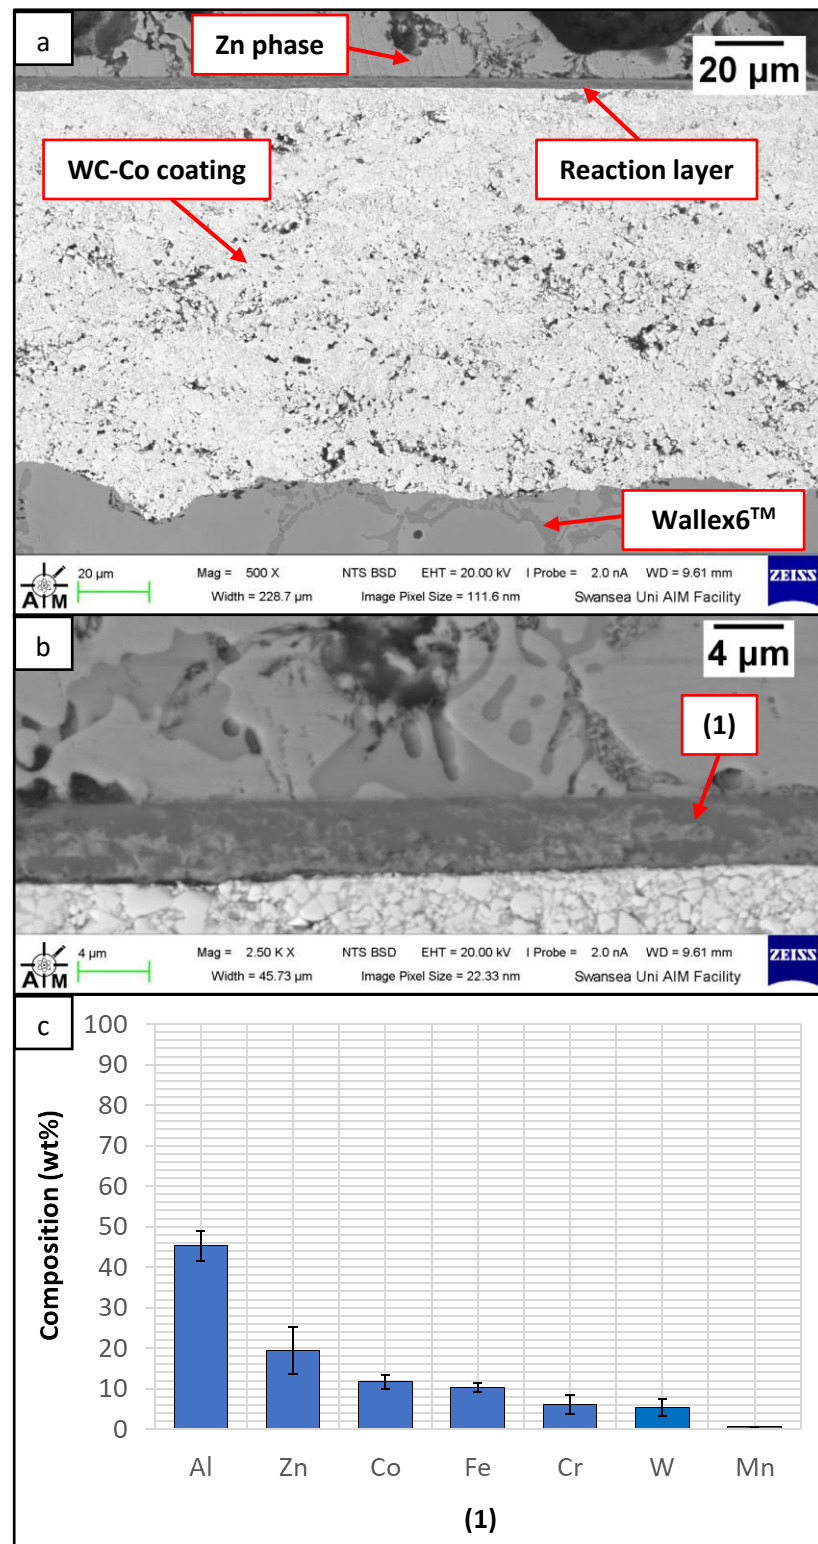 a
Zn phase
20 µm
WC-Co coating
Reaction layer
Wallex6™
AIM
20 µm
Mag = 500 X
NTS BSD
EHT = 20.00 kV
I Probe = 2.0 nA
WD = 9.61 mm
Width = 228.7 µm
Image Pixel Size = 111.6 nm
Swansea Uni AIM Facility
ZEISS
b
4 µm
(1)
AIM
4 µm
Mag = 2.50 K X
NTS BSD
EHT = 20.00 kV
I Probe = 2.0 nA
WD = 9.61 mm
Width = 45.73 µm
Image Pixel Size = 22.33 nm
Swansea Uni AIM Facility
ZEISS
c
Composition (wt%)
100
90
80
70
60
50
40
30
20
10
0
Al Zn Co Fe Cr W Mn
(1)